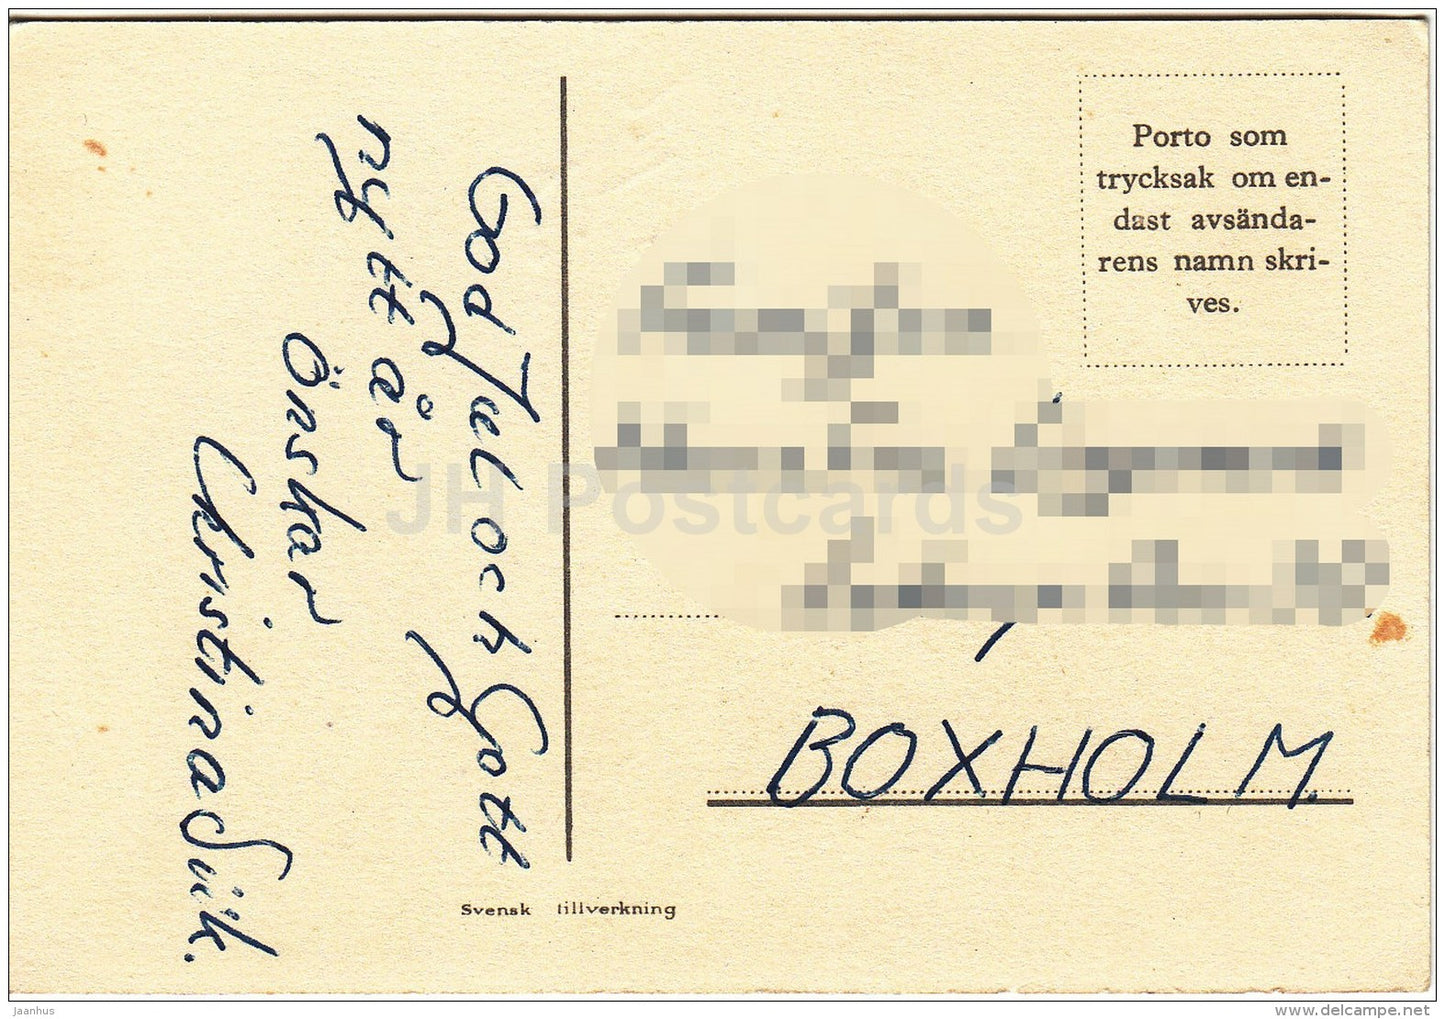 God Jul och Gott
nytt år
Önskar
Christina
Porto som
trycksak om en-
dast avsända-
rens namn skri-
ves.
BOXHOLM.
Svensk tillverkning
JH Postcards
jaanhus
www.delcampe.net